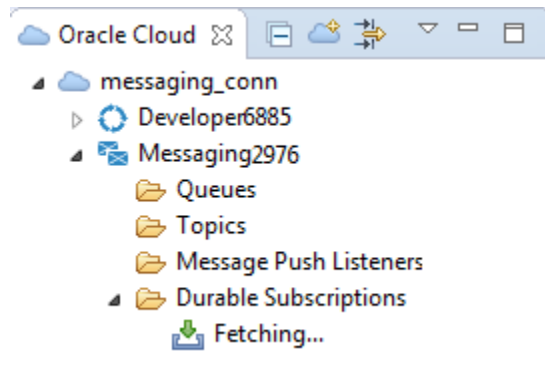 Oracle Cloud
messaging_conn
Developer6885
Messaging2976
Queues
Topics
Message Push Listeners
Durable Subscriptions
Fetching...